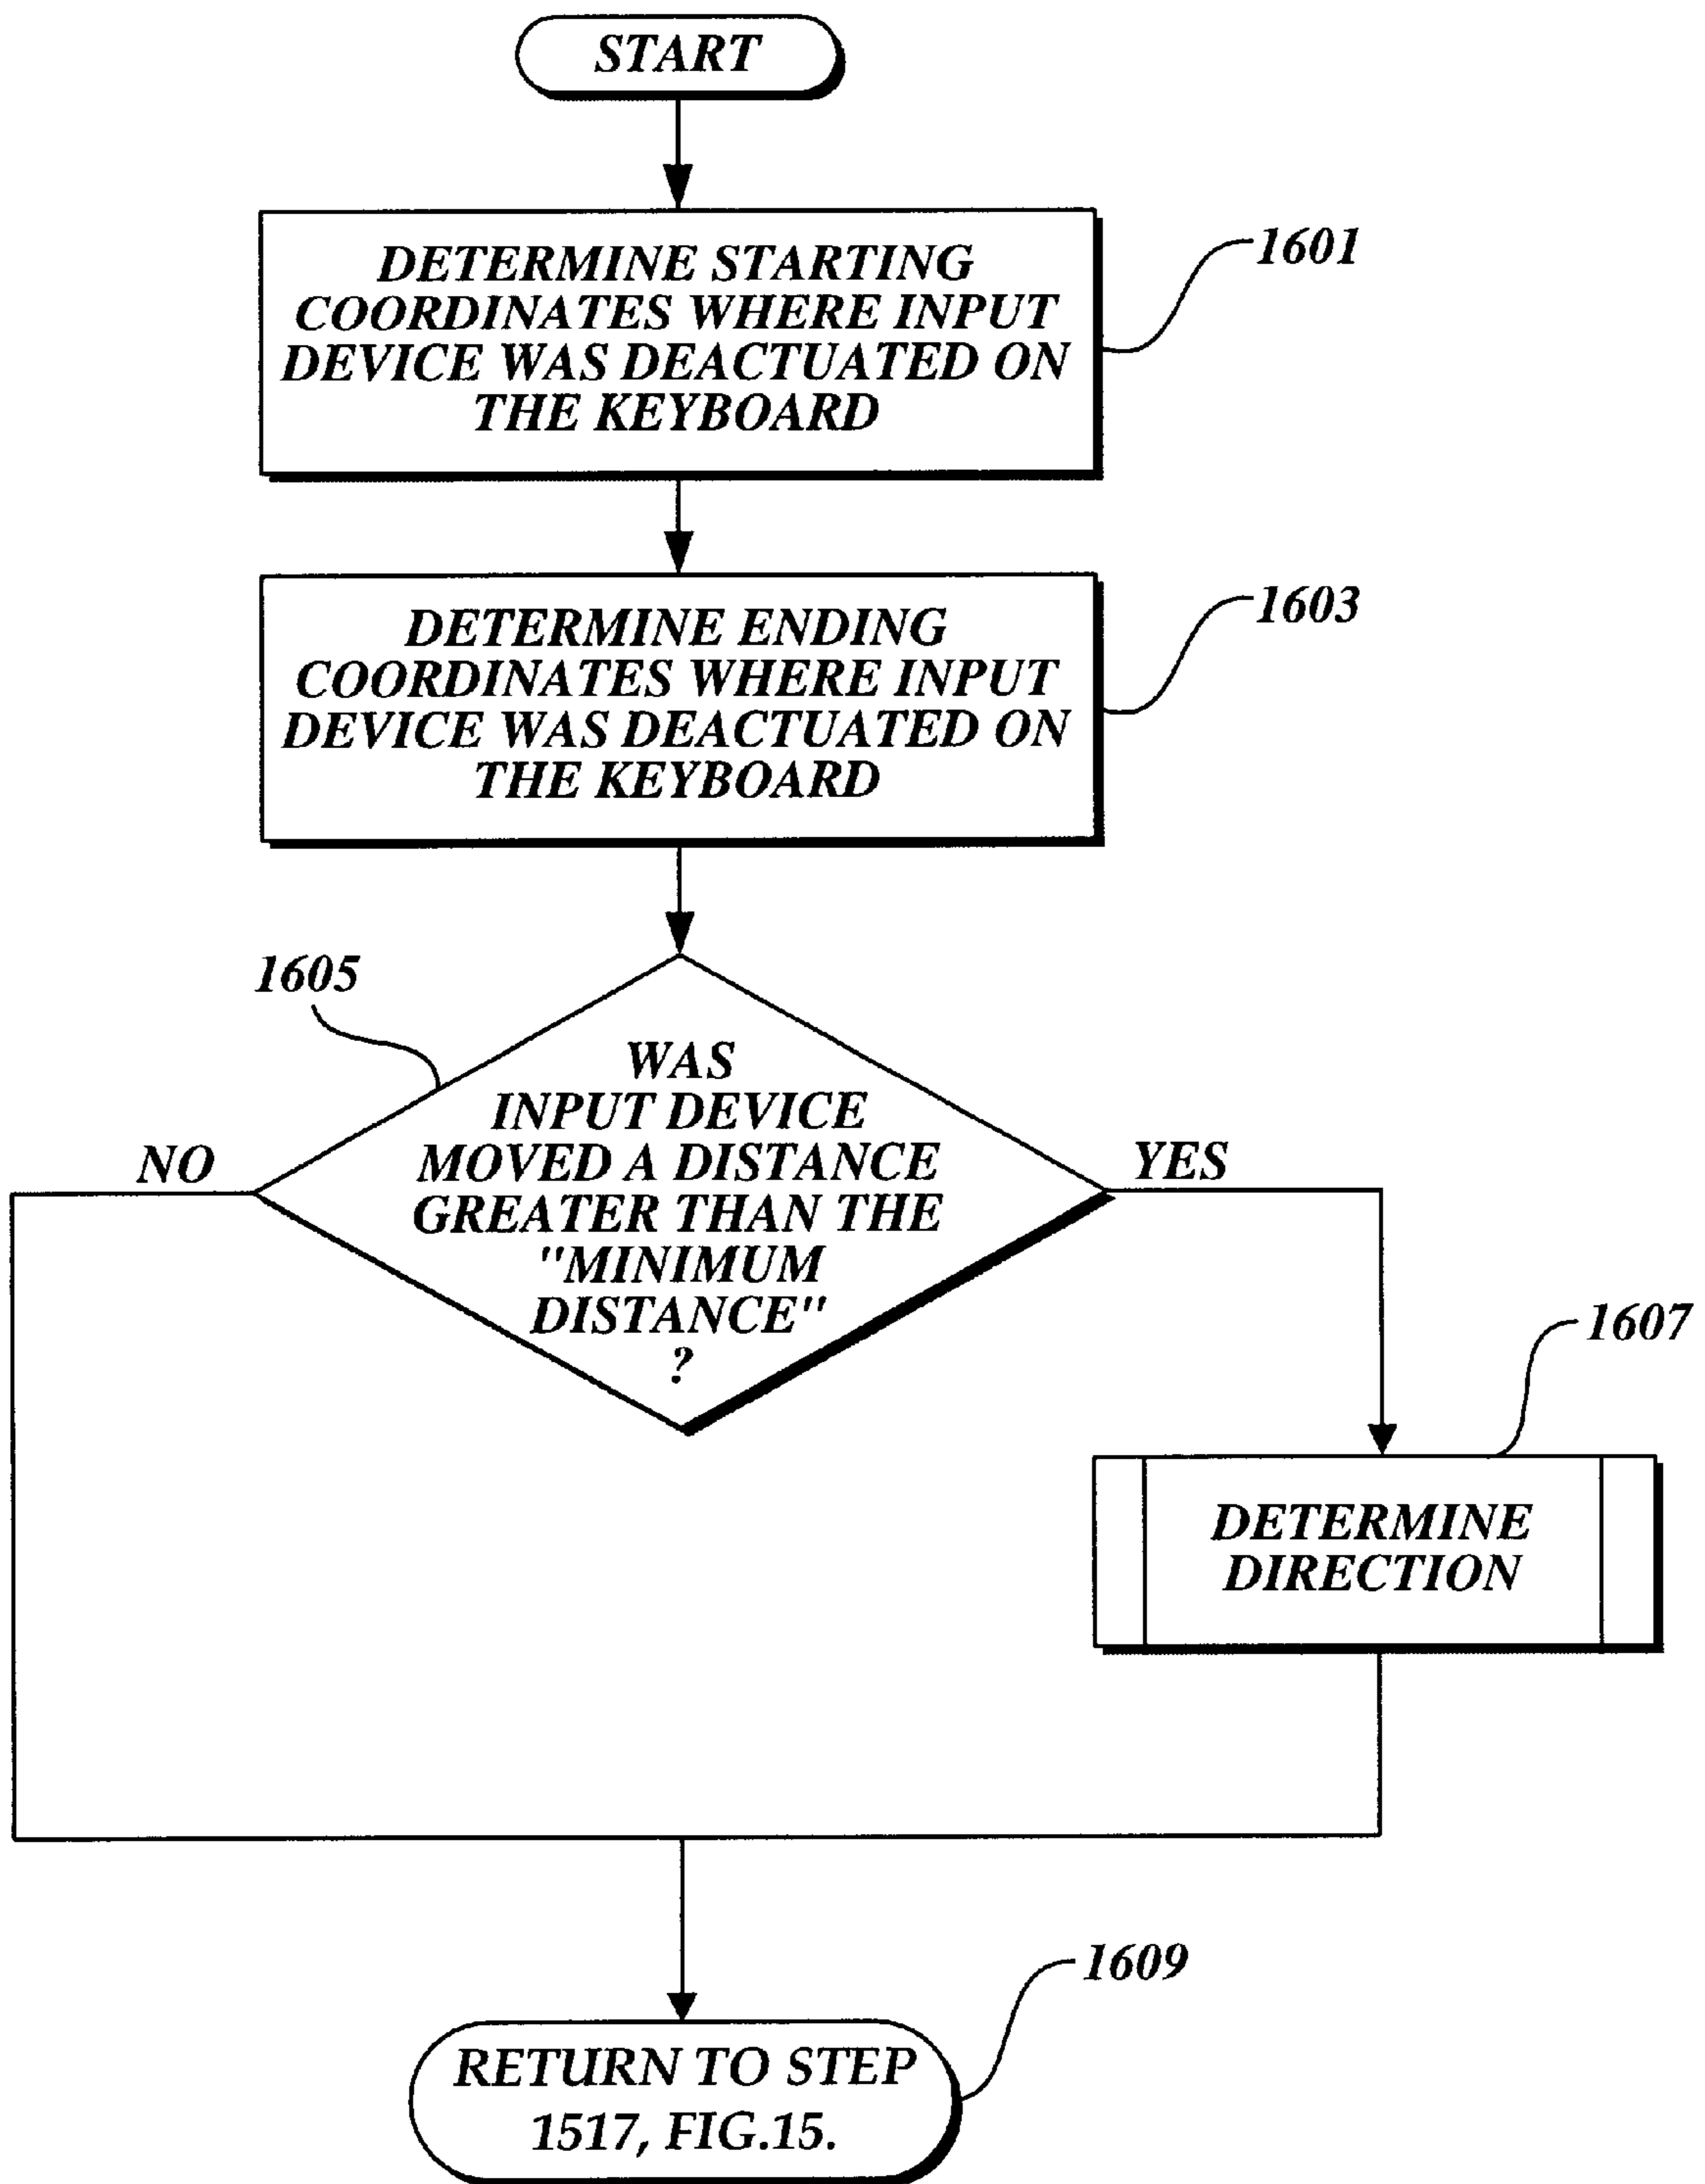 START
DETERMINE STARTING
COORDINATES WHERE INPUT
DEVICE WAS DEACTUATED ON
THE KEYBOARD
1601
DETERMINE ENDING
COORDINATES WHERE INPUT
DEVICE WAS DEACTUATED ON
THE KEYBOARD
1603
1605
WAS
INPUT DEVICE
MOVED A DISTANCE
GREATER THAN THE
"MINIMUM
DISTANCE"
?
NO
YES
1607
DETERMINE
DIRECTION
1609
RETURN TO STEP
1517, FIG.15.